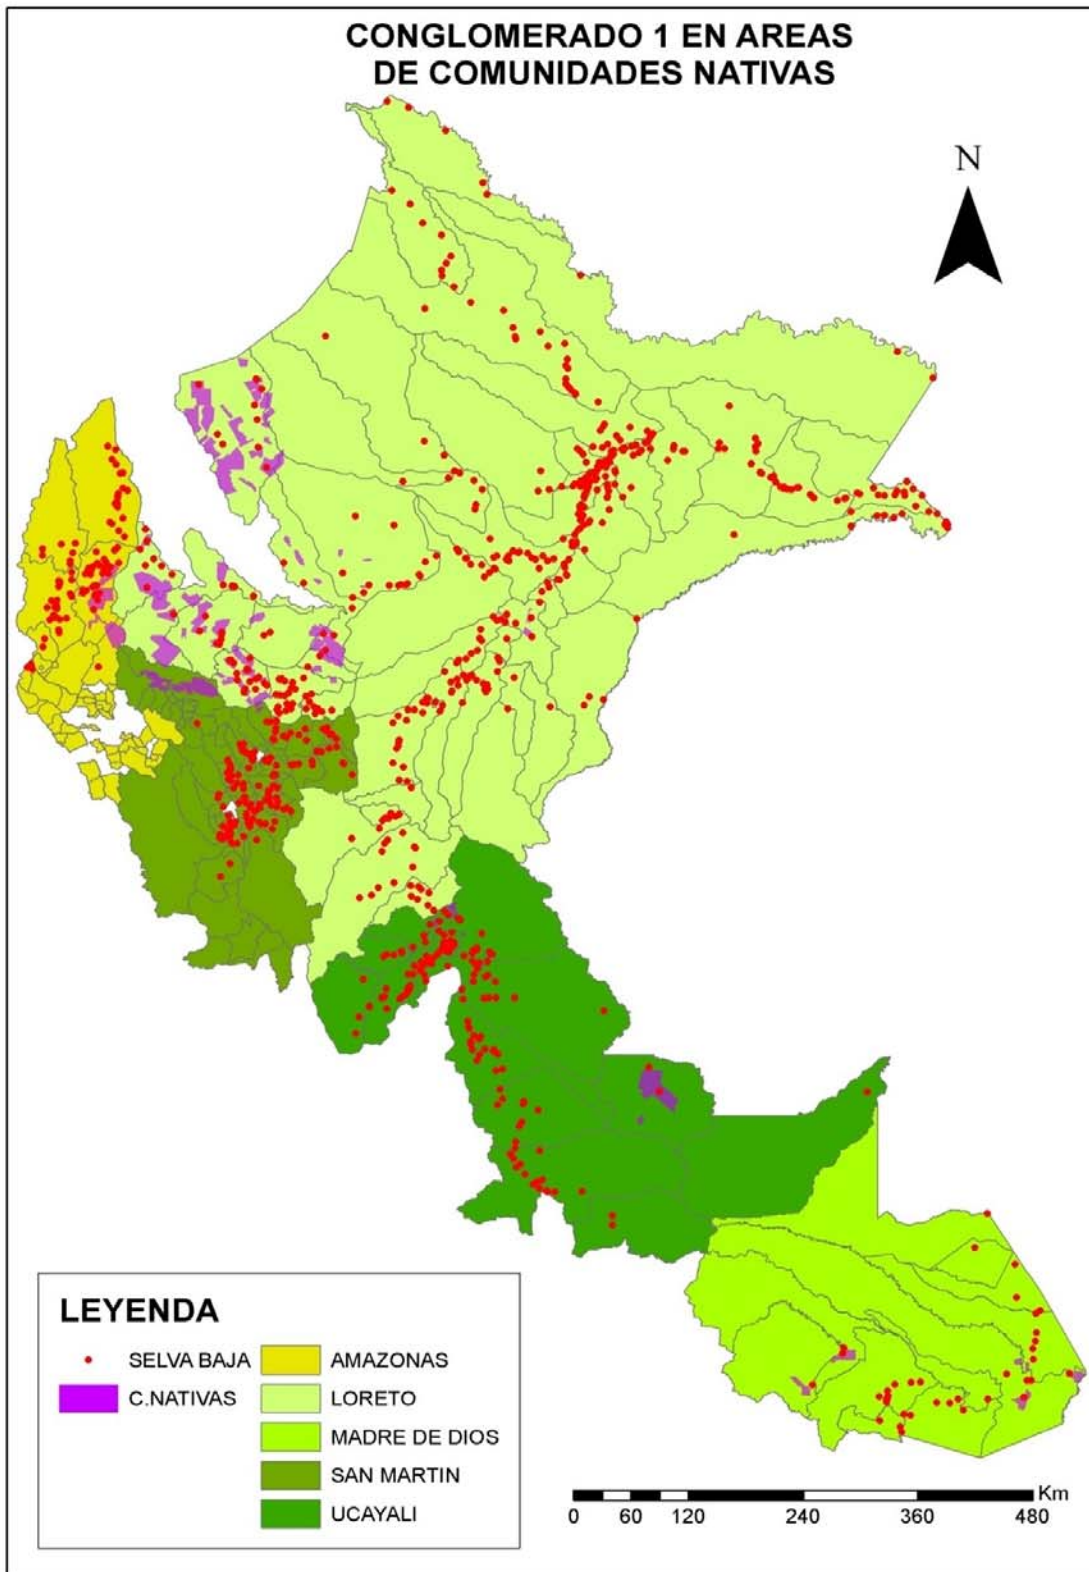 CONGLOMERADO 1 EN AREAS
DE COMUNIDADES NATIVAS
N
LEYENDA
SELVA BAJA
C.NATIVAS
AMAZONAS
LORETO
MADRE DE DIOS
SAN MARTIN
UCAYALI
Km
0 60 120 240 360 480